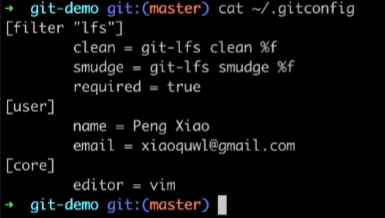 → git-demo git:(master) cat ~/.gitconfig
[filter "lfs"]
        clean = git-lfs clean %f
        smudge = git-lfs smudge %f
        required = true
[user]
        name = Peng Xiao
        email = xiaoquwl@gmail.com
[core]
        editor = vim
→ git-demo git:(master)